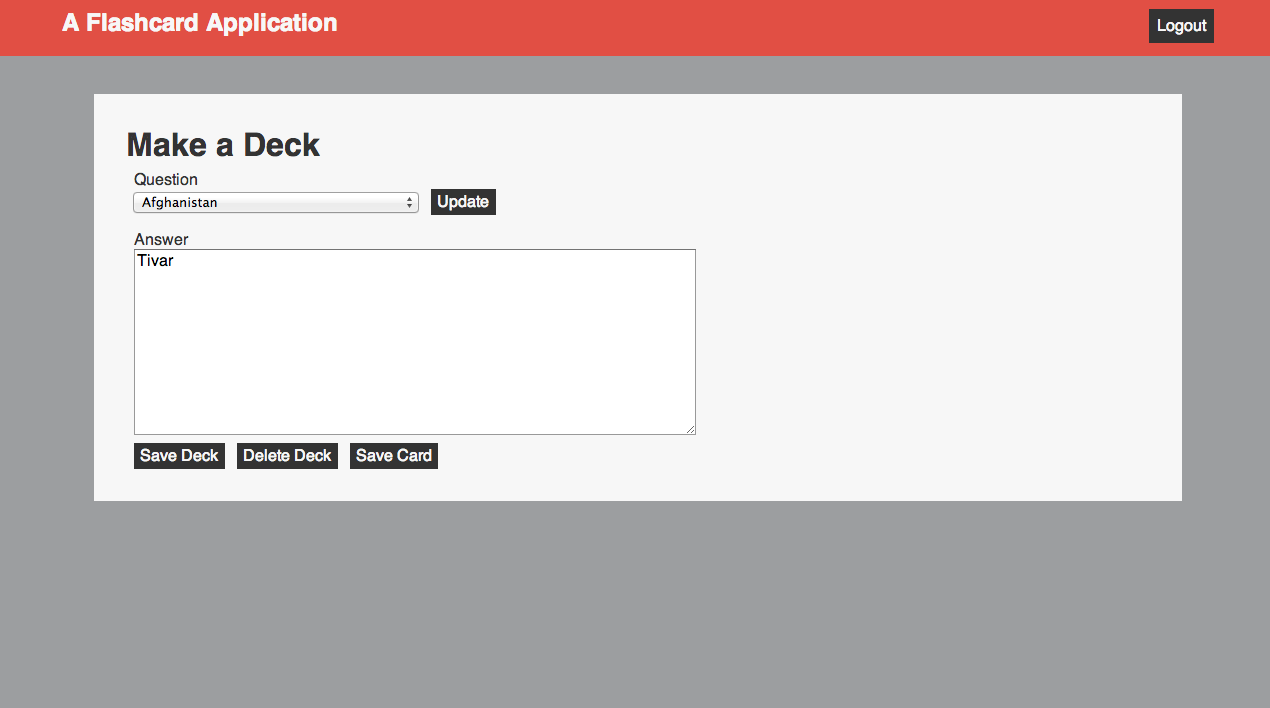 A Flashcard Application
Logout
Make a Deck
Question
Afghanistan
Update
Answer
Tivar
Save Deck
Delete Deck
Save Card